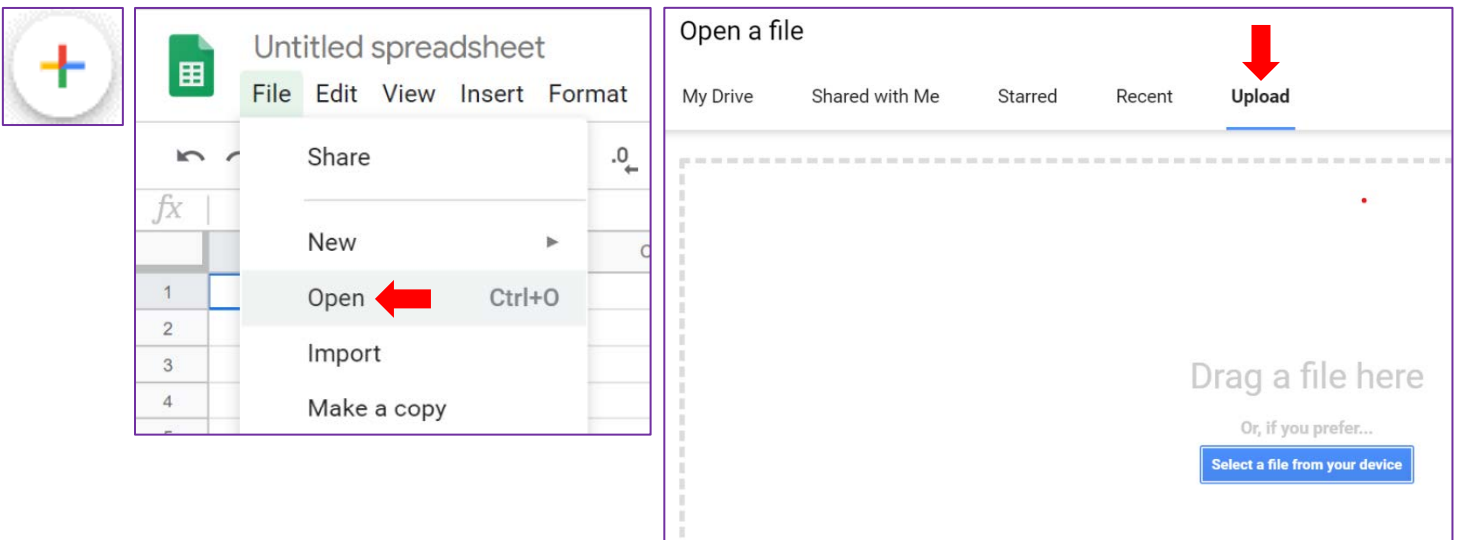 Untitled spreadsheet
File Edit View Insert Format
Share
.0
fx
New
C
1
Open Ctrl+O
2
Import
3
4
Make a copy
Open a file
My Drive Shared with Me Starred Recent Upload
Drag a file here
Or, if you prefer...
Select a file from your device